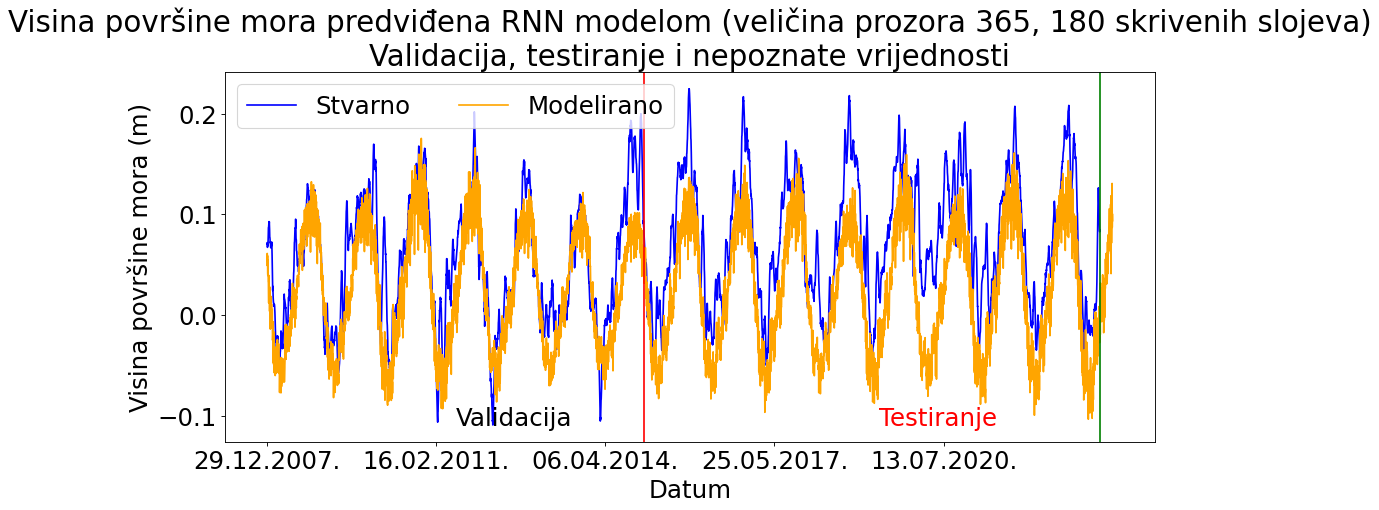 Visina površine mora predviđena RNN modelom (veličina prozora 365, 180 skrivenih slojeva)
Validacija, testiranje i nepoznate vrijednosti
Stvarno
Modelirano
Visina površine mora (m)
0.2
0.1
0.0
−0.1
Validacija
Testiranje
29.12.2007.
16.02.2011.
06.04.2014.
25.05.2017.
13.07.2020.
Datum